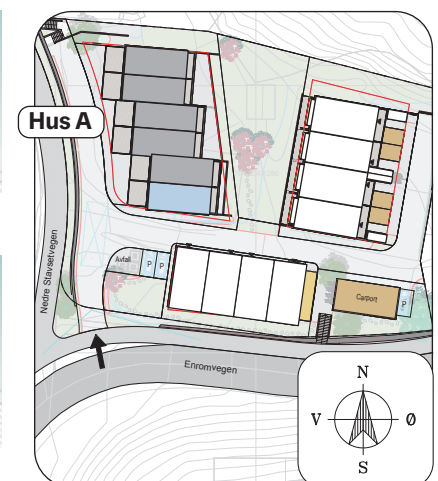 Hus A
Nedre Stavsetvegen
Avfall
P
P
Carport
P
Enromvegen
N
V
Ø
S